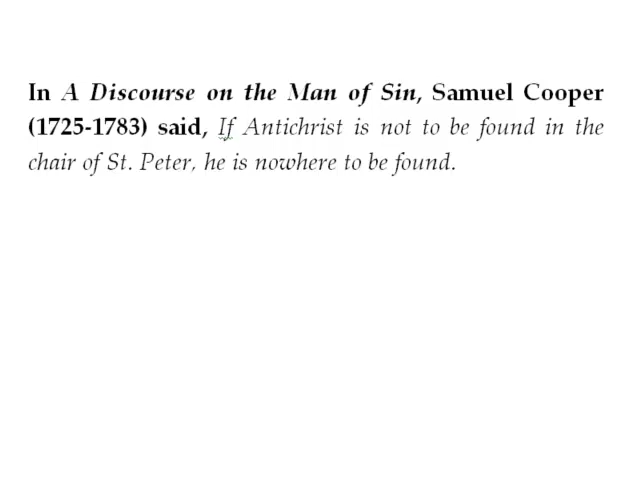 In A Discourse on the Man of Sin, Samuel Cooper
(1725-1783) said, If Antichrist is not to be found in the
chair of St. Peter, he is nowhere to be found.